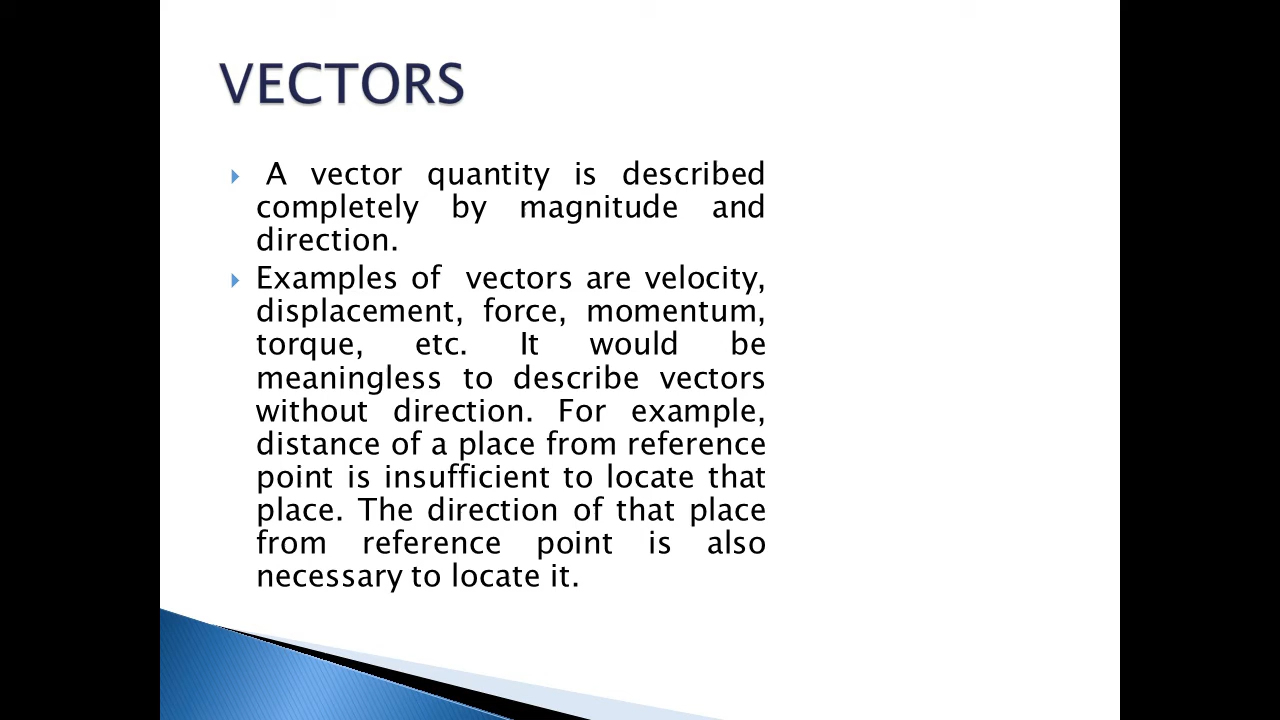 VECTORS
A vector quantity is described
completely by magnitude and
direction.
Examples of vectors are velocity,
displacement, force, momentum,
torque, etc. It would be
meaningless to describe vectors
without direction. For example,
distance of a place from reference
point is insufficient to locate that
place. The direction of that place
from reference point is also
necessary to locate it.